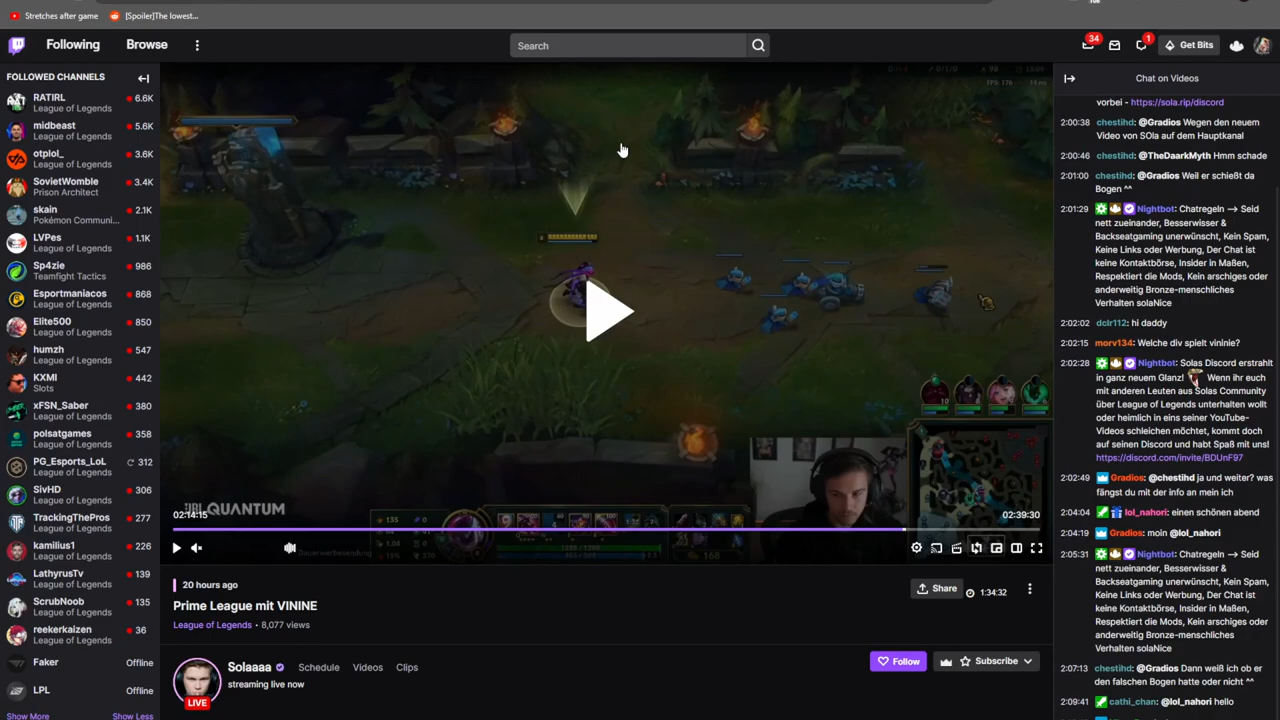 Stretches after game
[Spoiler]The lowest...
Following
Browse
Search
34
1
Get Bits
FOLLOWED CHANNELS
RATIRL
6.6K
League of Legends
midbeast
5.6K
League of Legends
otplol_
3.6K
League of Legends
SovietWomble
3.4K
Prison Architect
skain
2.1K
Pokémon Communi...
LVPes
1.1K
League of Legends
Sp4zie
986
Teamfight Tactics
Esportmaniacos
868
League of Legends
Elite500
850
League of Legends
humzh
547
League of Legends
KXMI
442
Slots
xFSN_Saber
380
League of Legends
polsatgames
358
League of Legends
PG_Esports_LoL
312
League of Legends
SivHD
306
League of Legends
TrackingThePros
277
League of Legends
kamilius1
226
League of Legends
LathyrusTv
139
League of Legends
ScrubNoob
135
League of Legends
reekerkaizen
36
League of Legends
Faker
Offline
LPL
Offline
Show More
Show Less
FPS: 176
14 ms
QUANTUM
02:14:15
02:39:30
Dauerwerbesendung
135
168
20 hours ago
Prime League mit VININE
League of Legends · 8,077 views
Share
1:34:32
Solaaaa
Schedule
Videos
Clips
streaming live now
LIVE
Follow
Subscribe
Chat on Videos
vorbei - https://sola.rip/discord
2:00:38 chestihd: @Gradios Wegen den neuem
Video von SOla auf dem Hauptkanal
2:00:46 chestihd: @TheDaarkMyth Hmm schade
2:01:00 chestihd: @Gradios Weil er schießt da
Bogen ^^
2:01:29 Nightbot: Chatregeln --> Seid
nett zueinander, Besserwisser &
Backseatgaming unerwünscht, Kein Spam,
Keine Links oder Werbung, Der Chat ist
keine Kontaktbörse, Insider in Maßen,
Respektiert die Mods, Kein arschiges oder
anderweitig Bronze-menschliches
Verhalten solaNice
2:02:02 dclr112: hi daddy
2:02:15 morv134: Welche div spielt vininie?
2:02:28 Nightbot: Solas Discord erstrahlt
in ganz neuem Glanz! Wenn ihr euch
mit anderen Leuten aus Solas Community
über League of Legends unterhalten wollt
oder heimlich in eins seiner YouTube-
Videos schleichen möchtet, kommt doch
auf seinen Discord und habt Spaß mit uns!
https://discord.com/invite/BDUnF97
2:02:49 Gradios: @chestihd ja und weiter? was
fängst du mit der info an mein ich
2:04:04 lol_nahori: einen schönen abend
2:04:19 Gradios: moin @lol_nahori
2:05:31 Nightbot: Chatregeln --> Seid
nett zueinander, Besserwisser &
Backseatgaming unerwünscht, Kein Spam,
Keine Links oder Werbung, Der Chat ist
keine Kontaktbörse, Insider in Maßen,
Respektiert die Mods, Kein arschiges oder
anderweitig Bronze-menschliches
Verhalten solaNice
2:07:13 chestihd: @Gradios Dann weiß ich ob er
den falschen Bogen hatte oder nicht ^^
2:09:41 cathi_chan: @lol_nahori hello